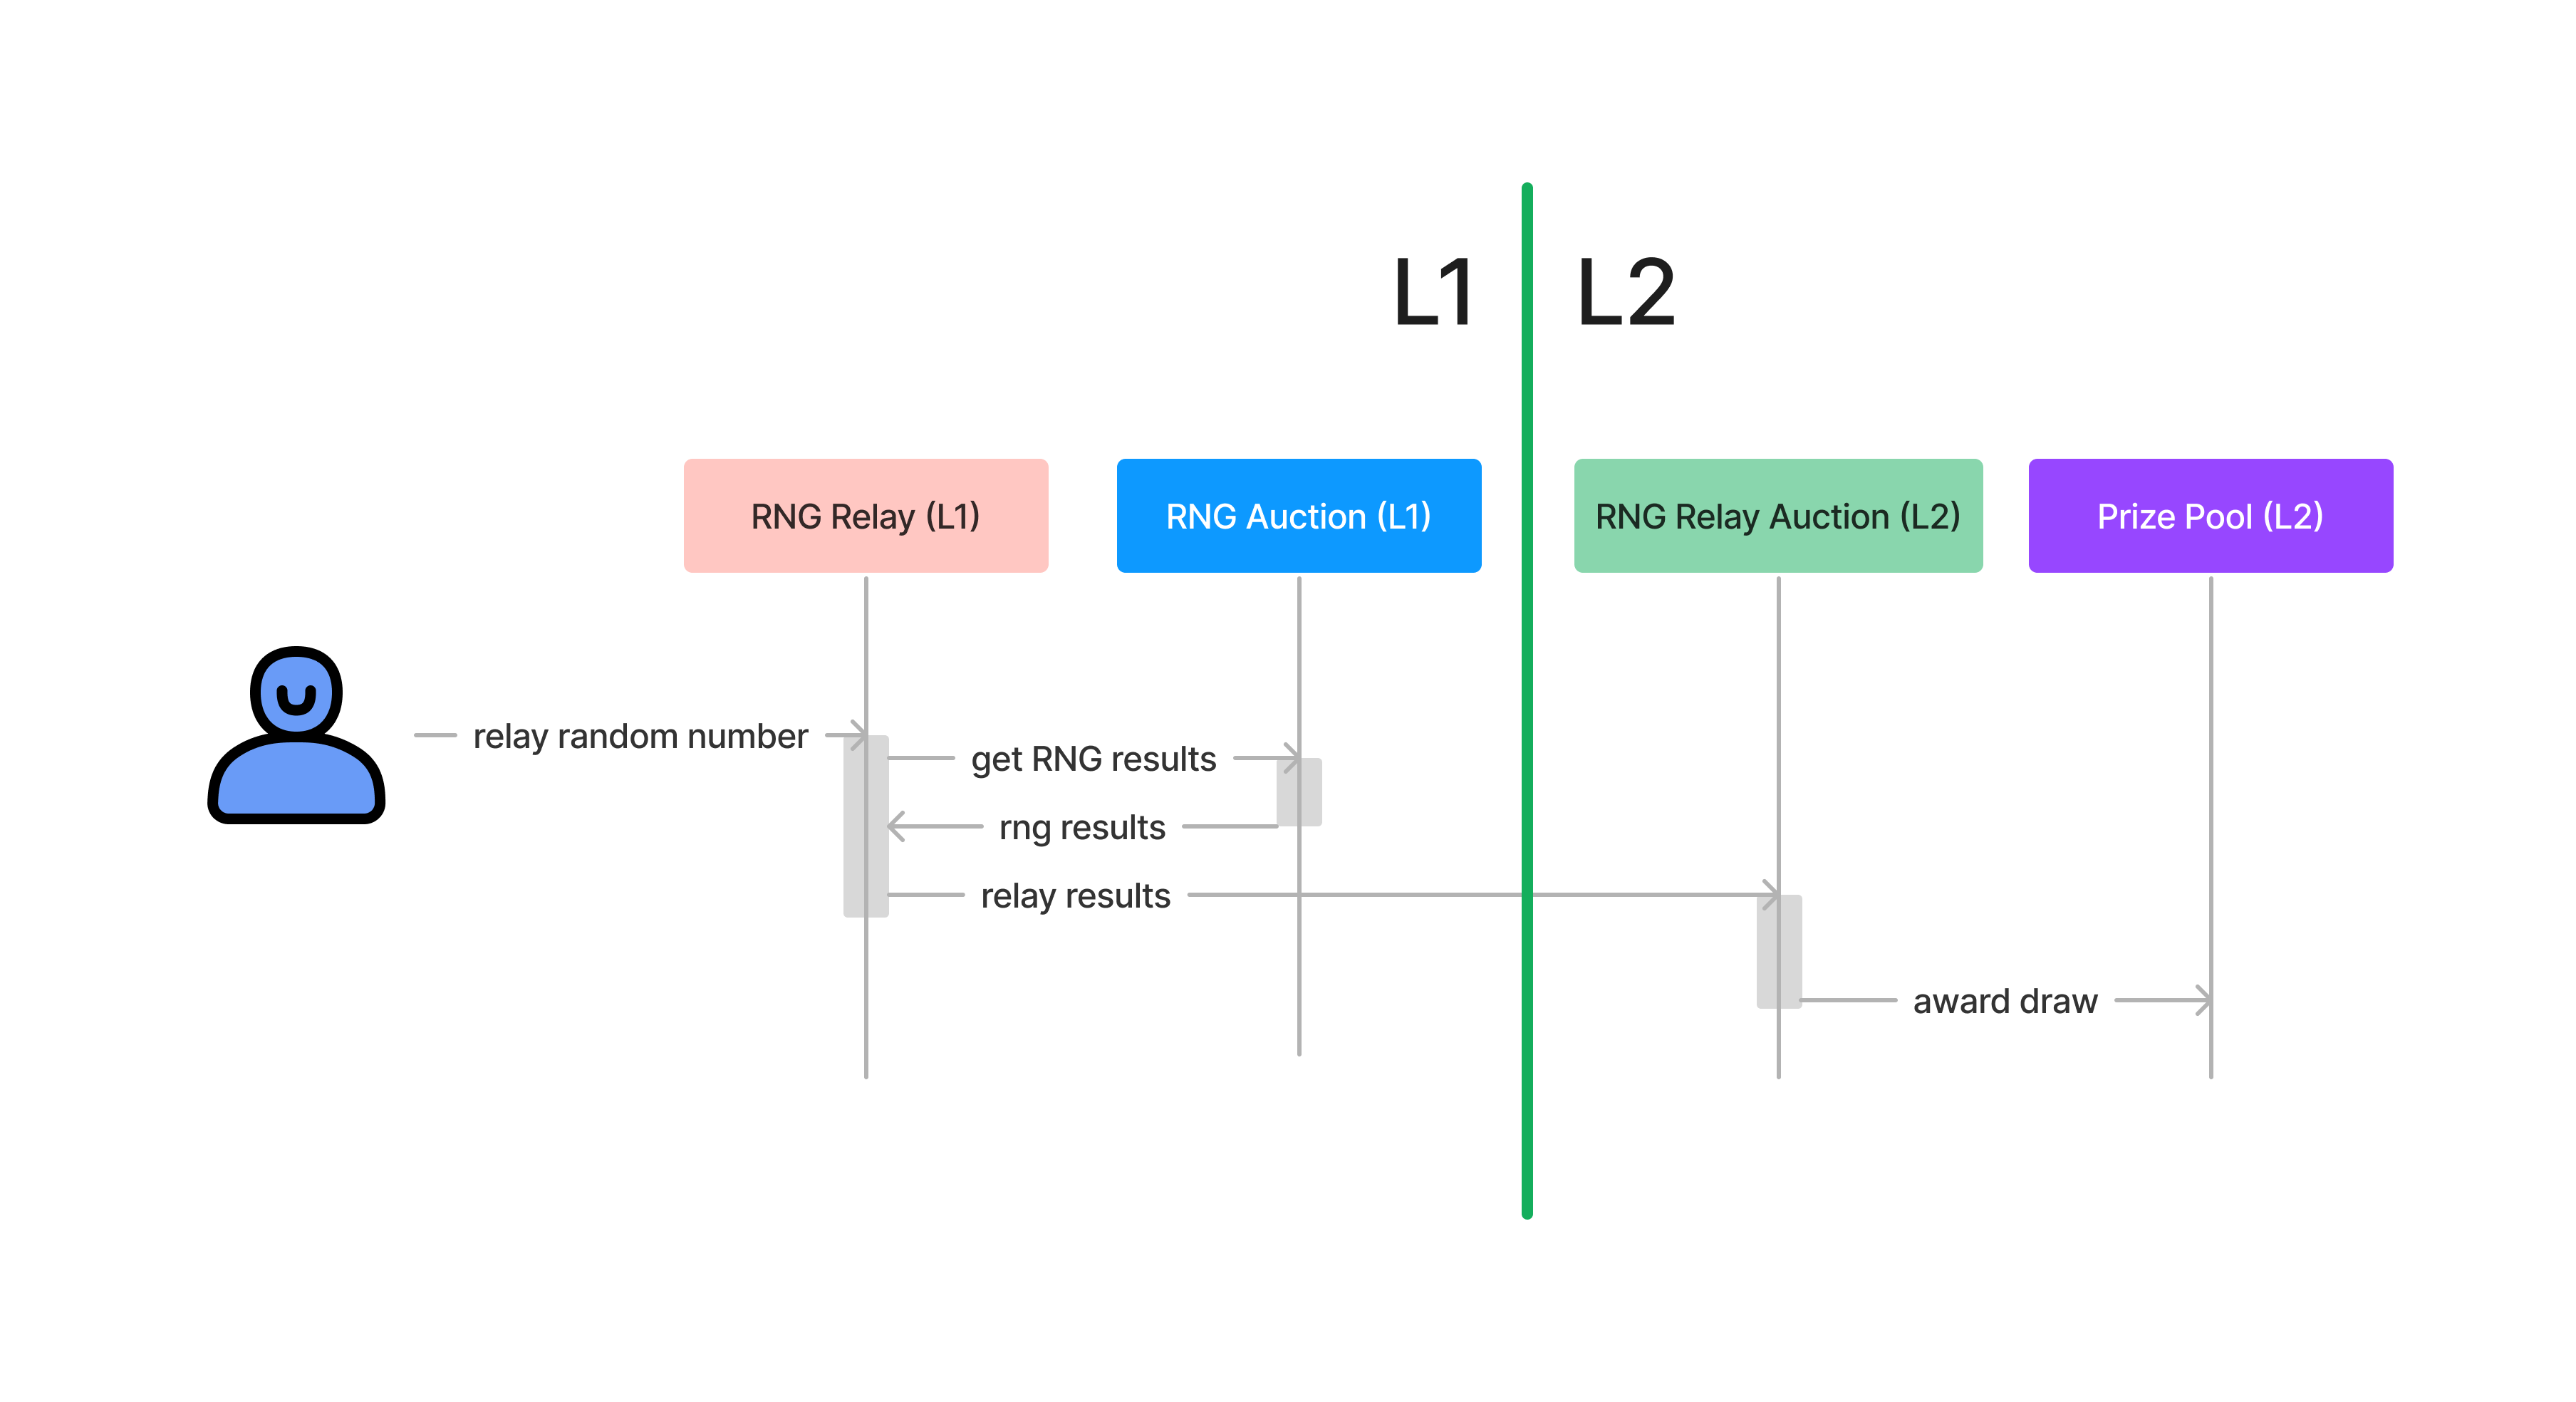 L1
L2
RNG Relay (L1)
RNG Auction (L1)
RNG Relay Auction (L2)
Prize Pool (L2)
relay random number
get RNG results
rng results
relay results
award draw